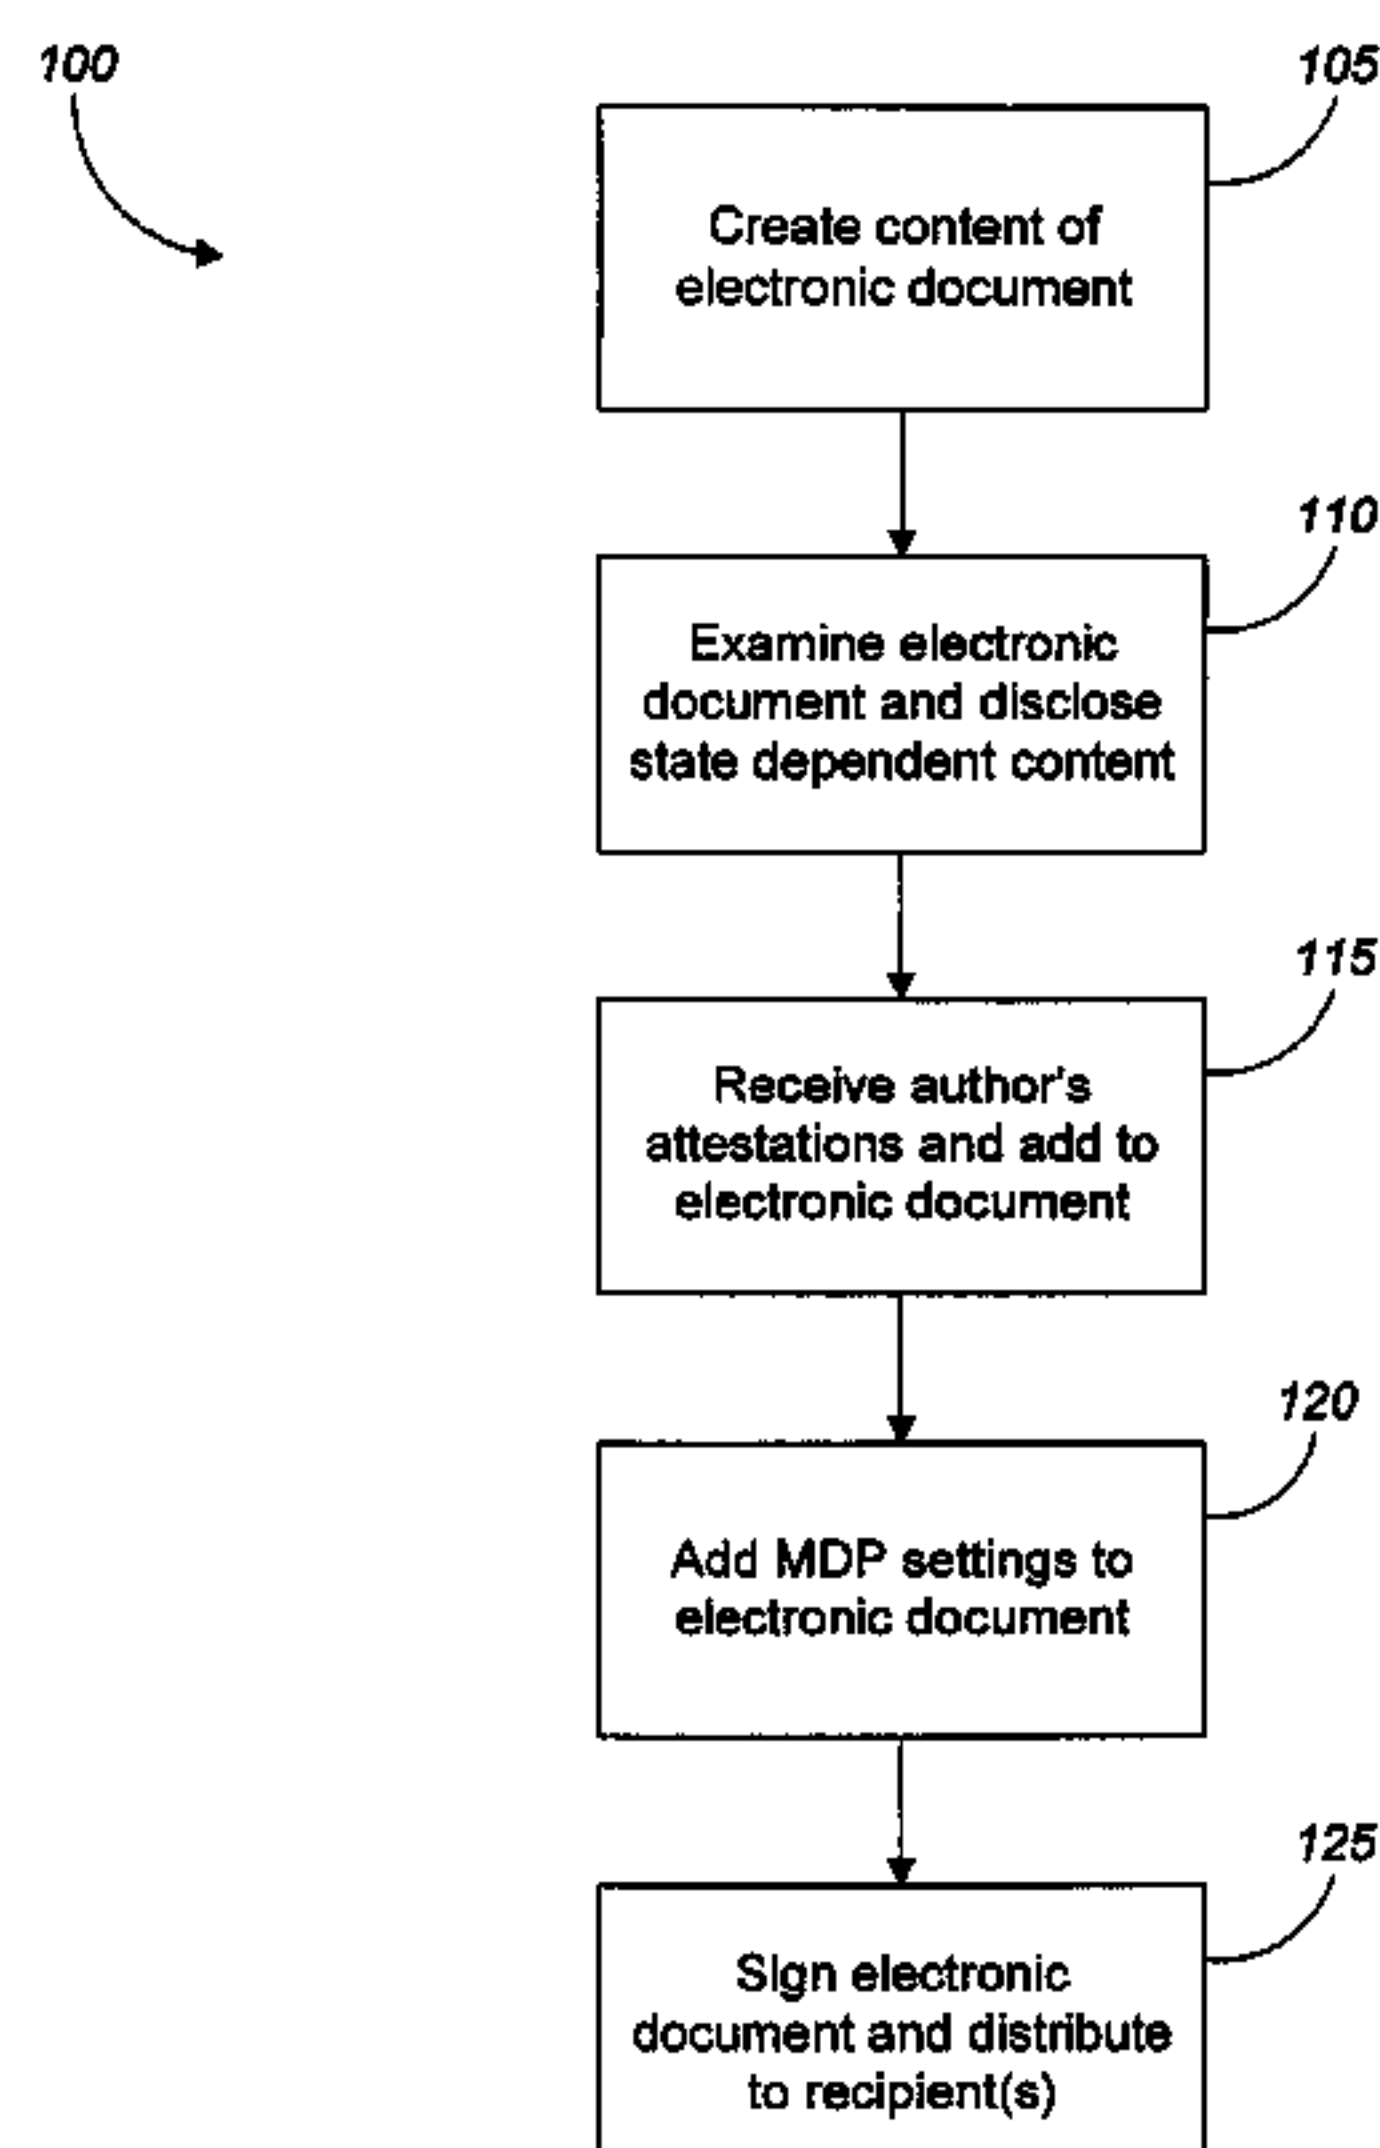 100
105
Create content of
electronic document
110
Examine electronic
document and disclose
state dependent content
115
Receive author's
attestations and add to
electronic document
120
Add MDP settings to
electronic document
125
Sign electronic
document and distribute
to recipient(s)